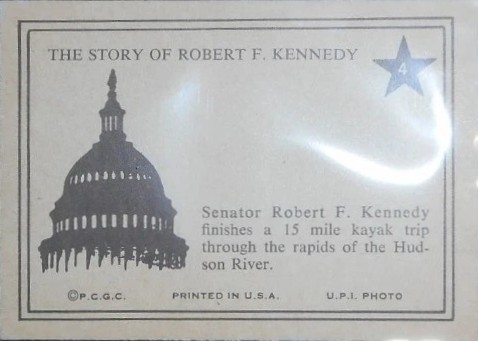 THE STORY OF ROBERT F. KENNEDY
4
Senator Robert F. Kennedy
finishes a 15 mile kayak trip
through the rapids of the Hud-
son River.
©P.C.G.C. PRINTED IN U.S.A. U.P.I. PHOTO